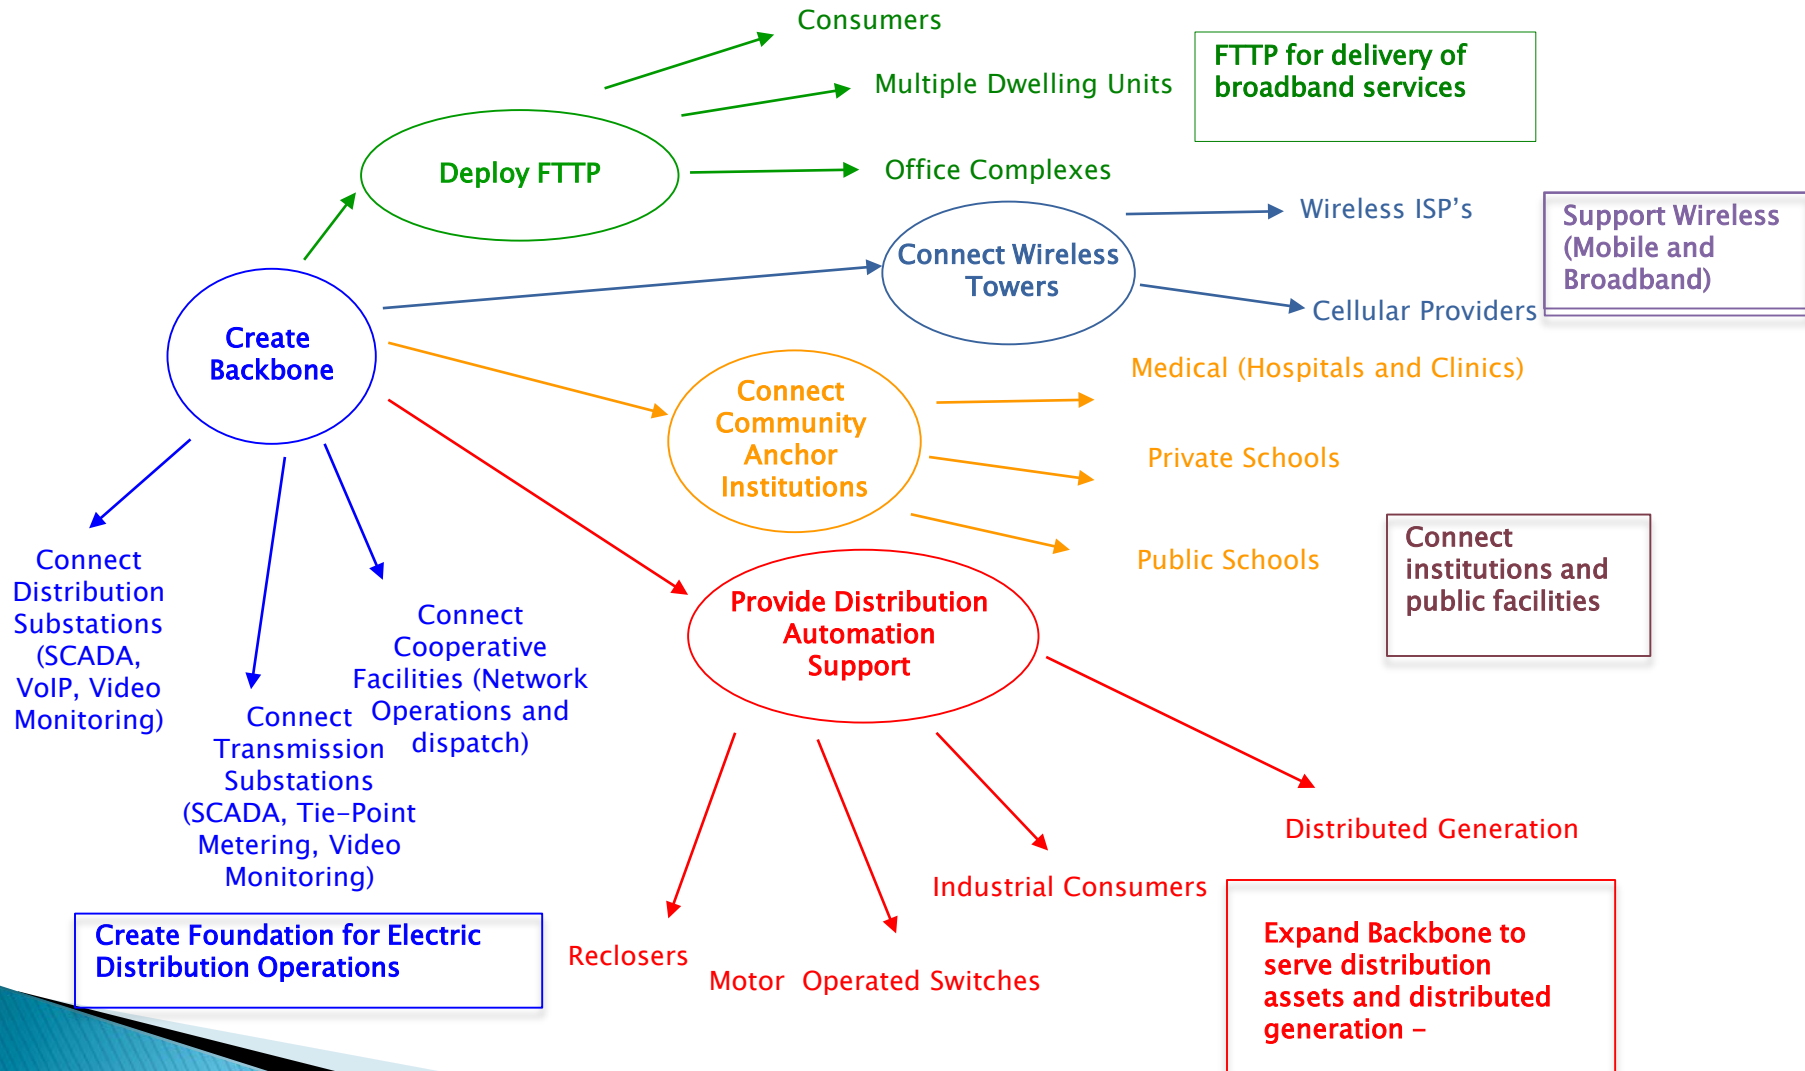 Consumers
Multiple Dwelling Units
FTTP for delivery of
broadband services
Deploy FTTP
Office Complexes
Wireless ISP’s
Support Wireless
(Mobile and
Broadband)
Connect Wireless
Towers
Cellular Providers
Create
Backbone
Connect
Community
Anchor
Institutions
Medical (Hospitals and Clinics)
Private Schools
Public Schools
Connect
institutions and
public facilities
Connect
Distribution
Substations
(SCADA,
VoIP, Video
Monitoring)
Connect
Transmission
Substations
(SCADA, Tie-Point
Metering, Video
Monitoring)
Connect
Cooperative
Facilities (Network
Operations and
dispatch)
Provide Distribution
Automation
Support
Distributed Generation
Industrial Consumers
Reclosers
Motor  Operated Switches
Create Foundation for Electric
Distribution Operations
Expand Backbone to
serve distribution
assets and distributed
generation –